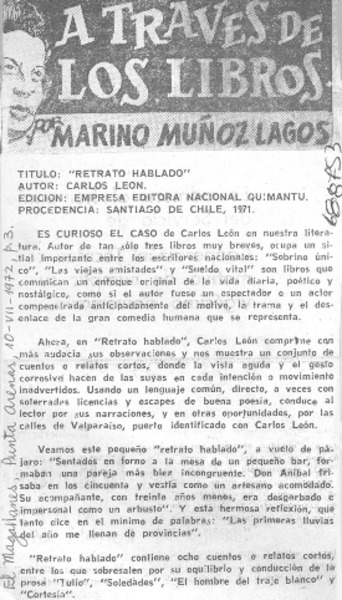 A TRAVES DE
LOS LIBROS
POR
MARINO MUÑOZ LAGOS
TITULO: "RETRATO HABLADO"
AUTOR: CARLOS LEON.
EDICION: EMPRESA EDITORA NACIONAL QUIMANTU.
PROCEDENCIA: SANTIAGO DE CHILE, 1971.
ES CURIOSO EL CASO de Carlos León en nuestra litera-
tura. Autor de tan sólo tres libros muy breves, ocupa un si-
tial importante entre los escritores nacionales: "Sobrino úni-
co", "Las viejas amistades" y "Sueldo vital" son libros que
comunican un enfoque original de la vida diaria, poético y
nostálgico, como si el autor fuese un espectador o un actor
compenetrado anticipadamente del motivo, la trama y el des-
enlace de la gran comedia humana que se representa.
Ahora, en "Retrato hablado", Carlos León comprime con
más audacia sus observaciones y nos muestra un conjunto de
cuentos o relatos cortos, donde la vista aguda y el gesto
corrosivo hacen de las suyas en cada intención o movimiento
inadvertidos. Usando un lenguaje común, directo, a veces con
soterradas licencias y escapes de buena poesía, conduce al
lector por sus narraciones, y en otras oportunidades, por las
calles de Valparaíso, puerto identificado con Carlos León.
Veamos este pequeño "retrato hablado", a vuelo de pá-
jaro: "Sentados en torno a la mesa de un pequeño bar, for-
maban una pareja más bien incongruente. Don Aníbal fri-
saba en los cincuenta y vestía como un artesano acomodado.
Su acompañante, con treinta años menos, era desgarbado e
impersonal como un arbusto". Y esta hermosa reflexión, que
tanto dice en el mínimo de palabras: "Las primeras lluvias
del año me llenan de provincias".
"Retrato hablado" contiene ocho cuentos o relatos cortos,
entre los que sobresalen por su equilibrio y conducción de la
prosa "Tulio", "Soledades", "El hombre del traje blanco" y
"Cortesía".
El Magallanes, Punta Arenas 10-VII-1972, p. 3.